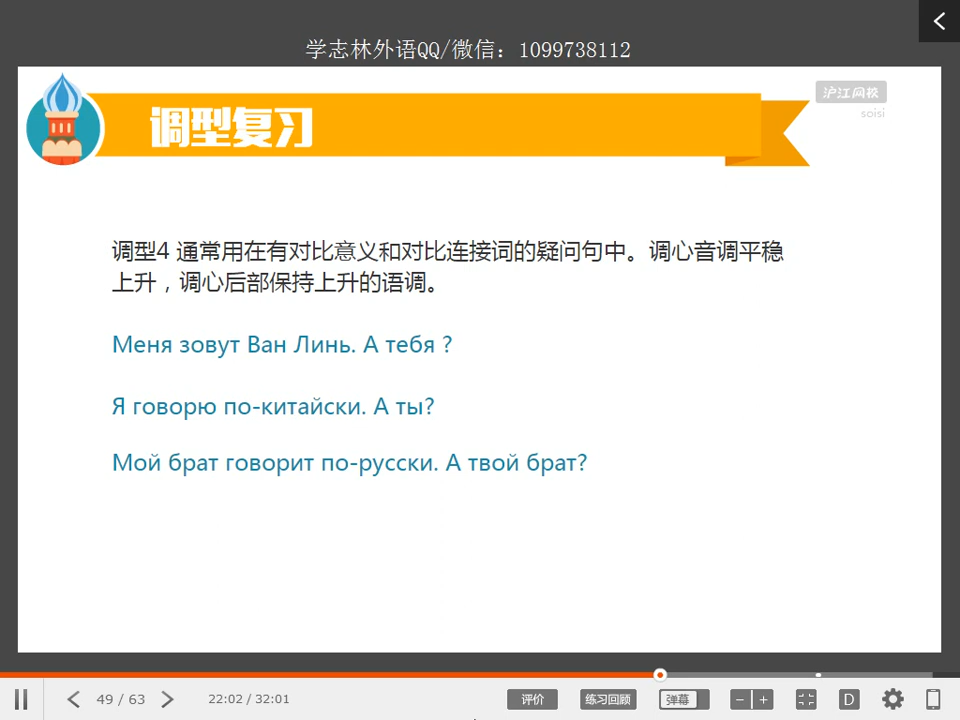 学志林外语QQ/微信：1099738112
沪江网校
soisi
调型复习
调型4 通常用在有对比意义和对比连接词的疑问句中。调心音调平稳
上升，调心后部保持上升的语调。
Меня зовут Ван Линь. А тебя ?
Я говорю по-китайски. А ты?
Мой брат говорит по-русски. А твой брат?
49 / 63
22:02 / 32:01
评价
练习回顾
弹幕
D